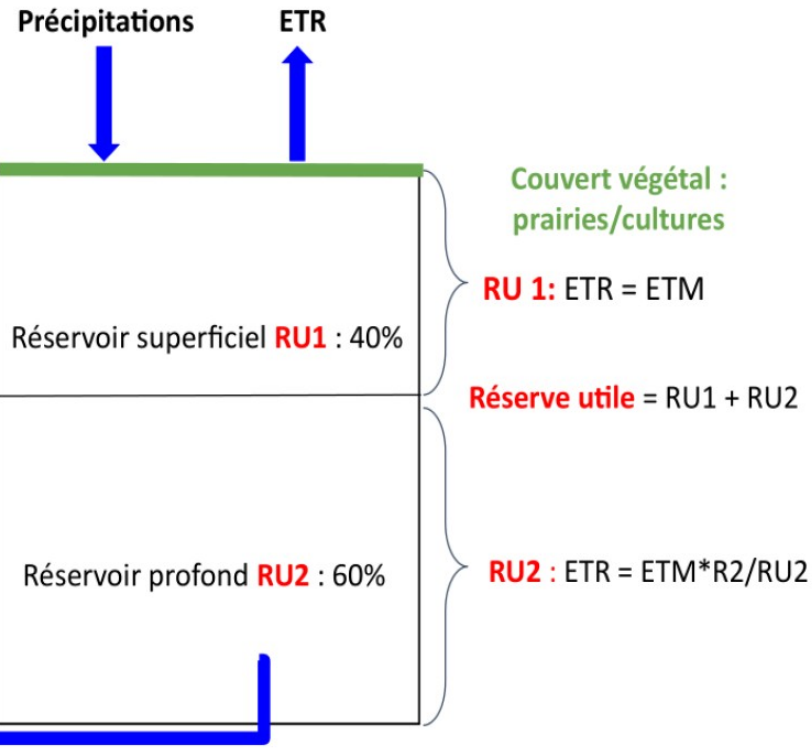 Précipitations ETR
Couvert végétal :
prairies/cultures
RU 1: ETR = ETM
Réservoir superficiel RU1 : 40%
Réserve utile = RU1 + RU2
Réservoir profond RU2 : 60%
RU2 : ETR = ETM*R2/RU2